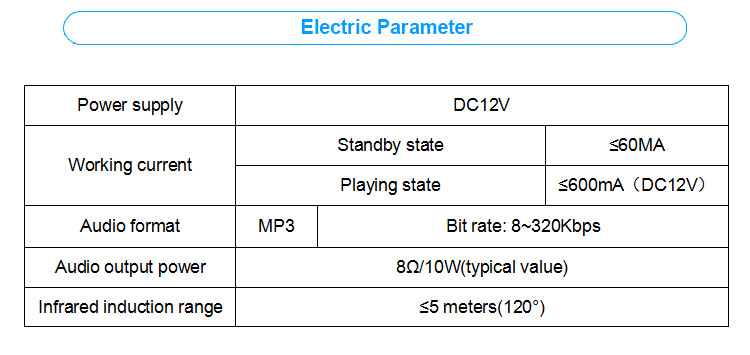 Electric Parameter
Power supply DC12V
Working current
Standby state ≤60MA
Playing state ≤600mA（DC12V）
Audio format MP3 Bit rate: 8~320Kbps
Audio output power 8Ω/10W(typical value)
Infrared induction range ≤5 meters(120°)